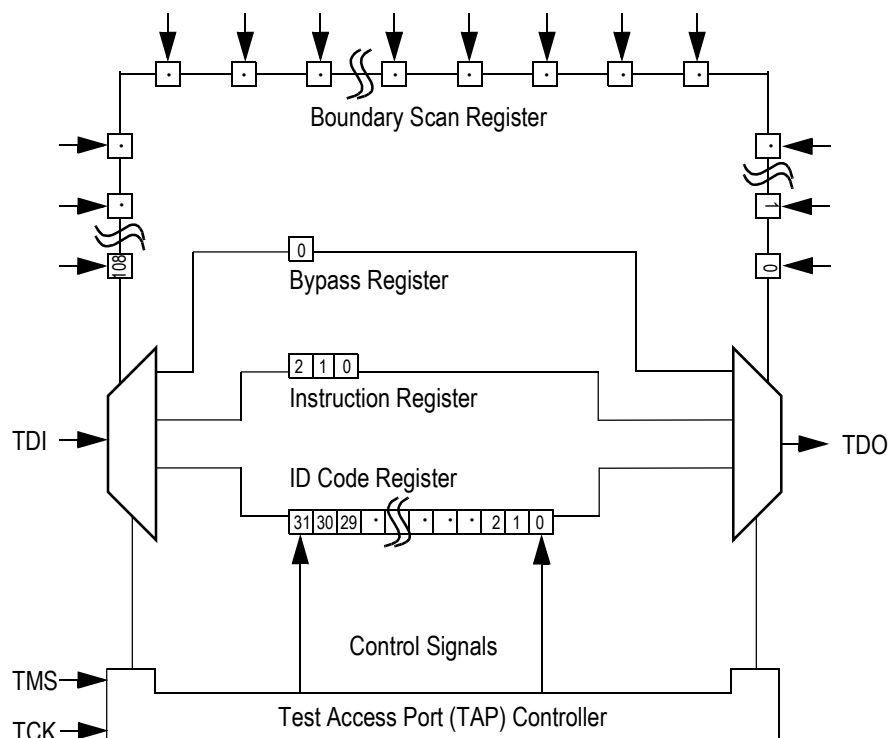 · · · · · · · ·
Boundary Scan Register
· ·
· 1
108 0
0
Bypass Register
2 1 0
Instruction Register
TDI TDO
ID Code Register
31 30 29 · · · · 2 1 0
Control Signals
TMS
Test Access Port (TAP) Controller
TCK